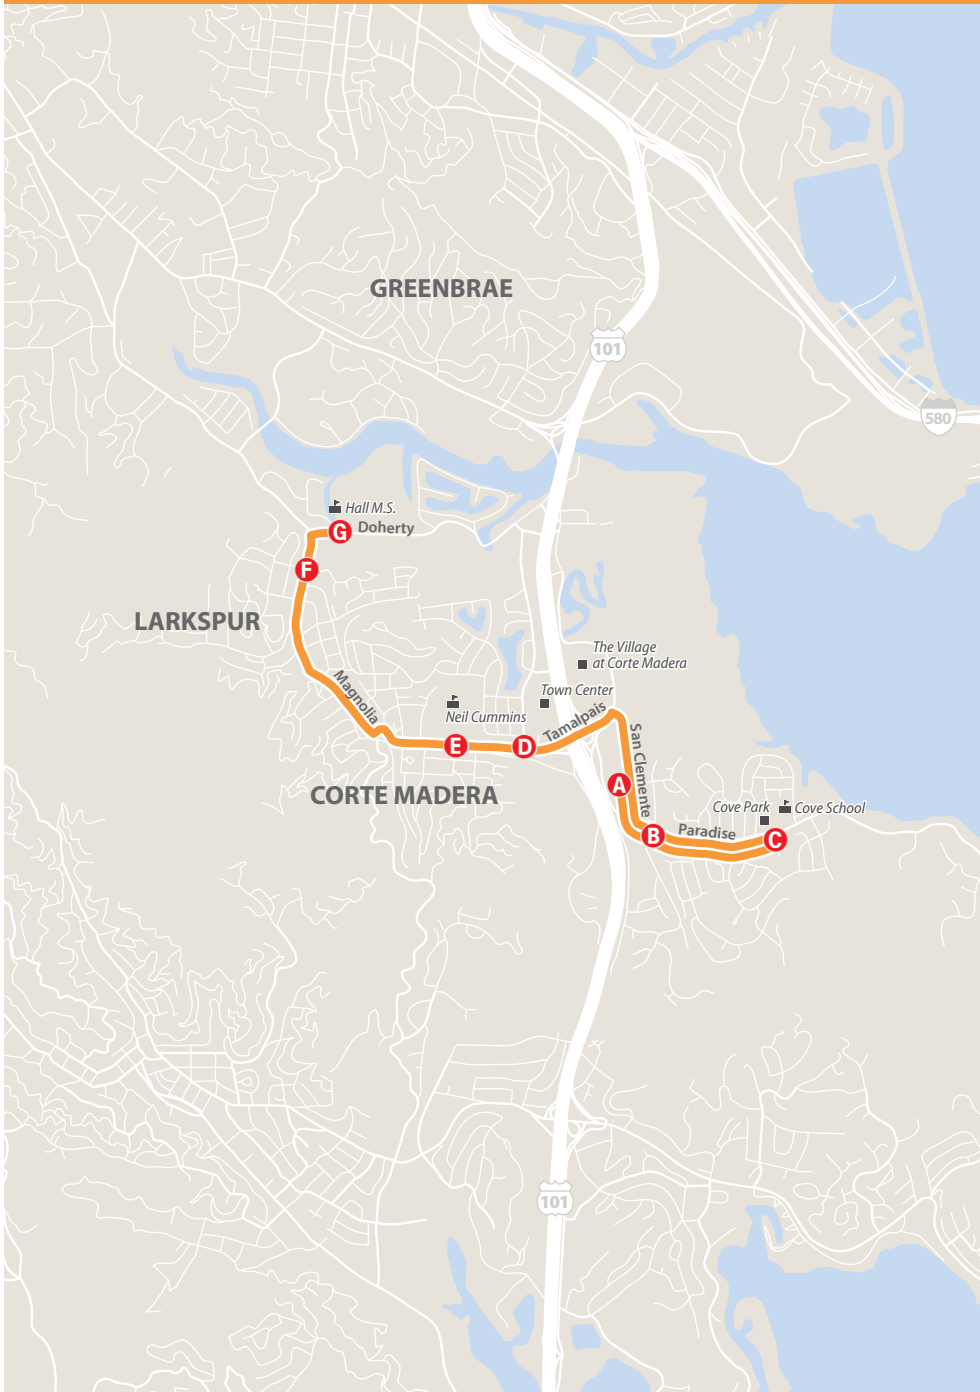 GREENBRAE
101
580
Hall M.S.
G
Doherty
F
LARKSPUR
The Village
at Corte Madera
Magnolia
Town Center
Neil Cummins
Tamalpais
E
D
San Clemente
A
CORTE MADERA
Cove Park
Cove School
B
Paradise
C
101